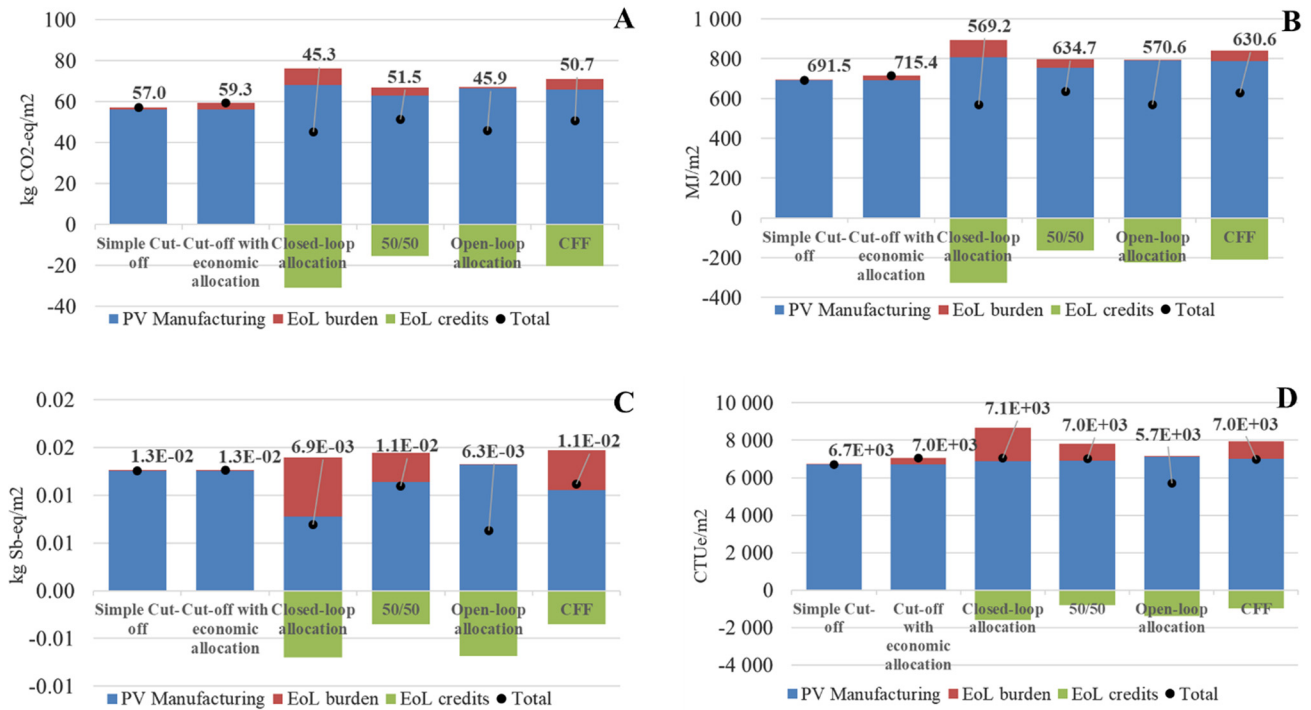 A
100
80
60
40
20
0
-20
-40
kg CO2-eq/m2
57.0
59.3
45.3
51.5
45.9
50.7
Simple Cut-
off
Cut-off with
economic
allocation
Closed-loop
allocation
50/50
Open-loop
allocation
CFF
PV Manufacturing EoL burden EoL credits Total
B
1 000
800
600
400
200
0
-200
-400
MJ/m2
691.5
715.4
569.2
634.7
570.6
630.6
Simple Cut-
off
Cut-off with
economic
allocation
Closed-loop
allocation
50/50
Open-loop
allocation
CFF
PV Manufacturing EoL burden EoL credits Total
C
0.02
0.02
0.01
0.01
0.00
-0.01
-0.01
kg Sb-eq/m2
1.3E-02
1.3E-02
6.9E-03
1.1E-02
6.3E-03
1.1E-02
Simple Cut-
off
Cut-off with
economic
allocation
Closed-loop
allocation
50/50
Open-loop
allocation
CFF
PV Manufacturing EoL burden EoL credits Total
D
10 000
8 000
6 000
4 000
2 000
0
-2 000
-4 000
CTUe/m2
6.7E+03
7.0E+03
7.1E+03
7.0E+03
5.7E+03
7.0E+03
Simple Cut-
off
Cut-off
with
economic
allocation
Closed-loop
allocation
50/50
Open-loop
allocation
CFF
PV Manufacturing EoL burden EoL credits Total